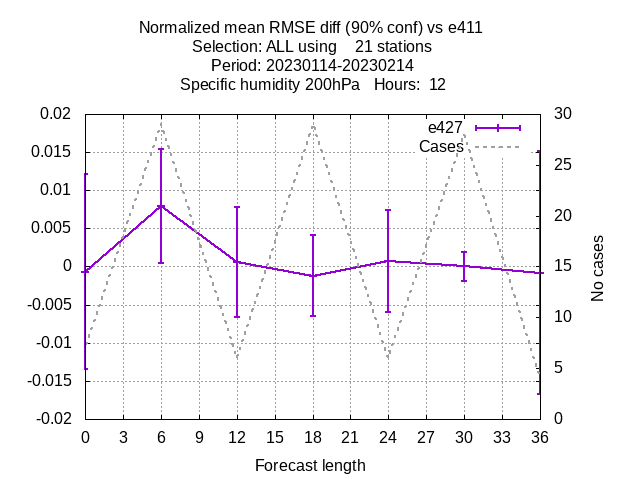 Normalized mean RMSE diff (90% conf) vs e411
Selection: ALL using    21 stations
Period: 20230114-20230214
Specific humidity 200hPa   Hours:  12
e427
Cases
0.02
0.015
0.01
0.005
0
-0.005
-0.01
-0.015
-0.02
30
25
20
15
10
5
0
No cases
0 3 6 9 12 15 18 21 24 27 30 33 36
Forecast length